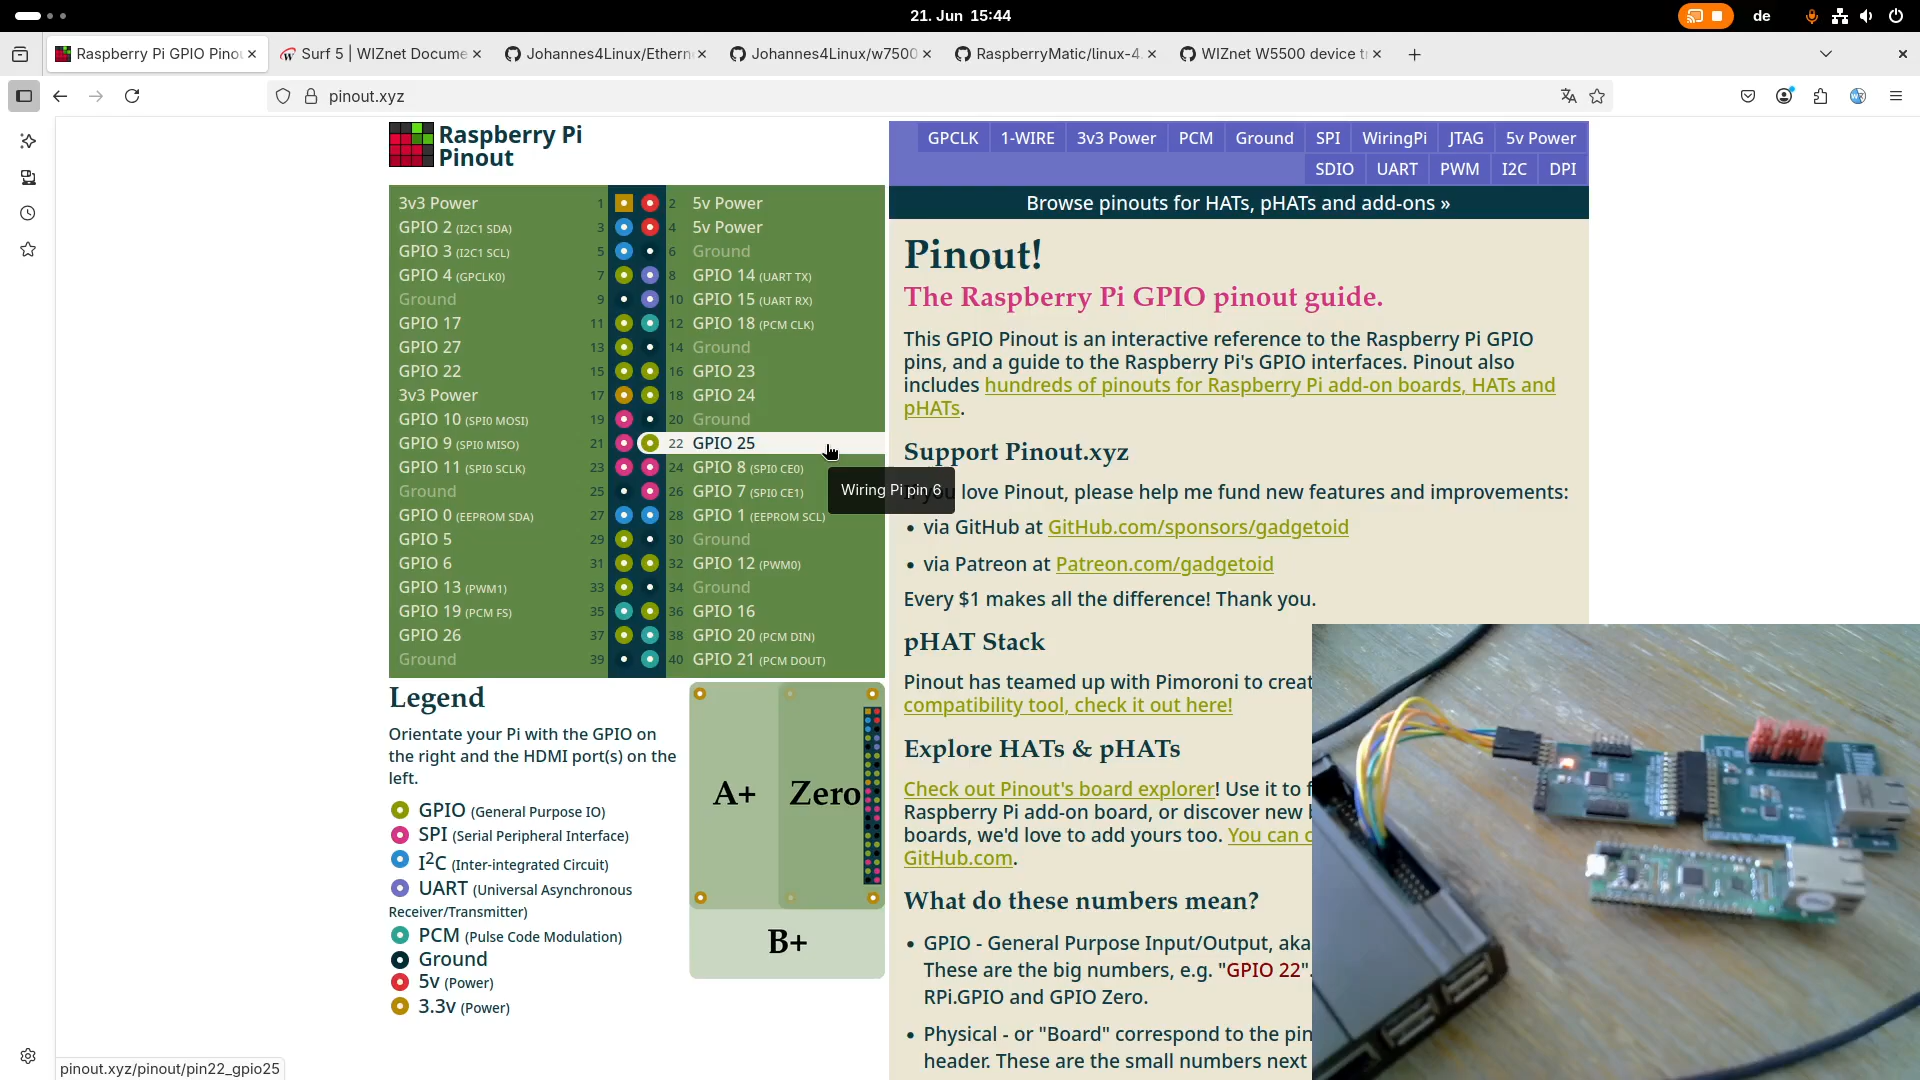 21. Jun 15:44
de
Raspberry Pi GPIO Pinou
Surf 5 | WIZnet Docume
Johannes4Linux/Ethern
Johannes4Linux/w7500
RaspberryMatic/linux-4.
WIZnet W5500 device t
pinout.xyz
Raspberry Pi
Pinout
GPCLK 1-WIRE 3v3 Power PCM Ground SPI WiringPi JTAG 5v Power
SDIO UART PWM I2C DPI
Browse pinouts for HATs, pHATs and add-ons »
3v3 Power 1 2 5v Power
GPIO 2 (I2C1 SDA) 3 4 5v Power
GPIO 3 (I2C1 SCL) 5 6 Ground
GPIO 4 (GPCLK0) 7 8 GPIO 14 (UART TX)
Ground 9 10 GPIO 15 (UART RX)
GPIO 17 11 12 GPIO 18 (PCM CLK)
GPIO 27 13 14 Ground
GPIO 22 15 16 GPIO 23
3v3 Power 17 18 GPIO 24
GPIO 10 (SPI0 MOSI) 19 20 Ground
GPIO 9 (SPI0 MISO) 21 22 GPIO 25
GPIO 11 (SPI0 SCLK) 23 24 GPIO 8 (SPI0 CE0)
Ground 25 26 GPIO 7 (SPI0 CE1)
GPIO 0 (EEPROM SDA) 27 28 GPIO 1 (EEPROM SCL)
GPIO 5 29 30 Ground
GPIO 6 31 32 GPIO 12 (PWM0)
GPIO 13 (PWM1) 33 34 Ground
GPIO 19 (PCM FS) 35 36 GPIO 16
GPIO 26 37 38 GPIO 20 (PCM DIN)
Ground 39 40 GPIO 21 (PCM DOUT)
Wiring Pi pin 6
Legend
Orientate your Pi with the GPIO on
the right and the HDMI port(s) on the
left.
GPIO (General Purpose IO)
SPI (Serial Peripheral Interface)
I2C (Inter-integrated Circuit)
UART (Universal Asynchronous
Receiver/Transmitter)
PCM (Pulse Code Modulation)
Ground
5v (Power)
3.3v (Power)
A+ Zero
B+
Pinout!
The Raspberry Pi GPIO pinout guide.
This GPIO Pinout is an interactive reference to the Raspberry Pi GPIO
pins, and a guide to the Raspberry Pi's GPIO interfaces. Pinout also
includes hundreds of pinouts for Raspberry Pi add-on boards, HATs and
pHATs.
Support Pinout.xyz
love Pinout, please help me fund new features and improvements:
• via GitHub at GitHub.com/sponsors/gadgetoid
• via Patreon at Patreon.com/gadgetoid
Every $1 makes all the difference! Thank you.
pHAT Stack
Pinout has teamed up with Pimoroni to creat
compatibility tool, check it out here!
Explore HATs & pHATs
Check out Pinout's board explorer! Use it to f
Raspberry Pi add-on board, or discover new
boards, we'd love to add yours too. You can
GitHub.com.
What do these numbers mean?
• GPIO - General Purpose Input/Output, aka
These are the big numbers, e.g. "GPIO 22".
RPi.GPIO and GPIO Zero.
• Physical - or "Board" correspond to the pin
header. These are the small numbers next
pinout.xyz/pinout/pin22_gpio25